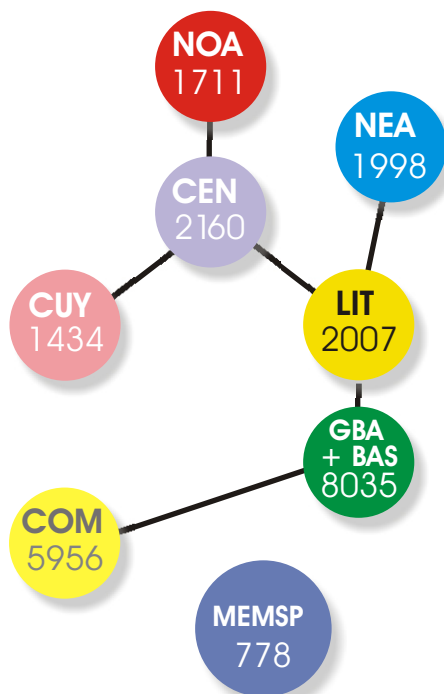 NOA
1711
NEA
1998
CEN
2160
CUY
1434
LIT
2007
GBA
+ BAS
8035
COM
5956
MEMSP
778